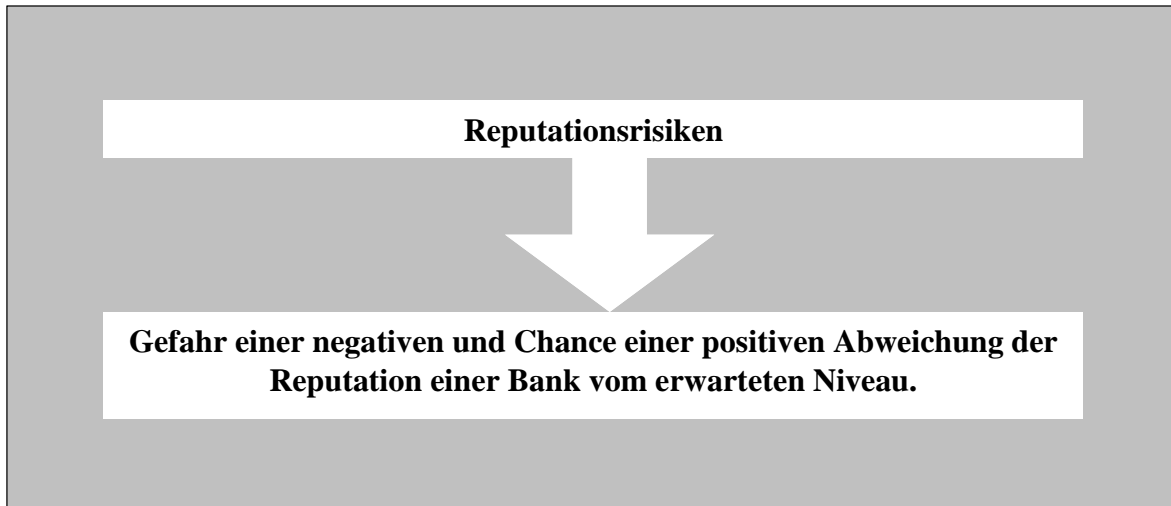 Reputationsrisiken
Gefahr einer negativen und Chance einer positiven Abweichung der
Reputation einer Bank vom erwarteten Niveau.